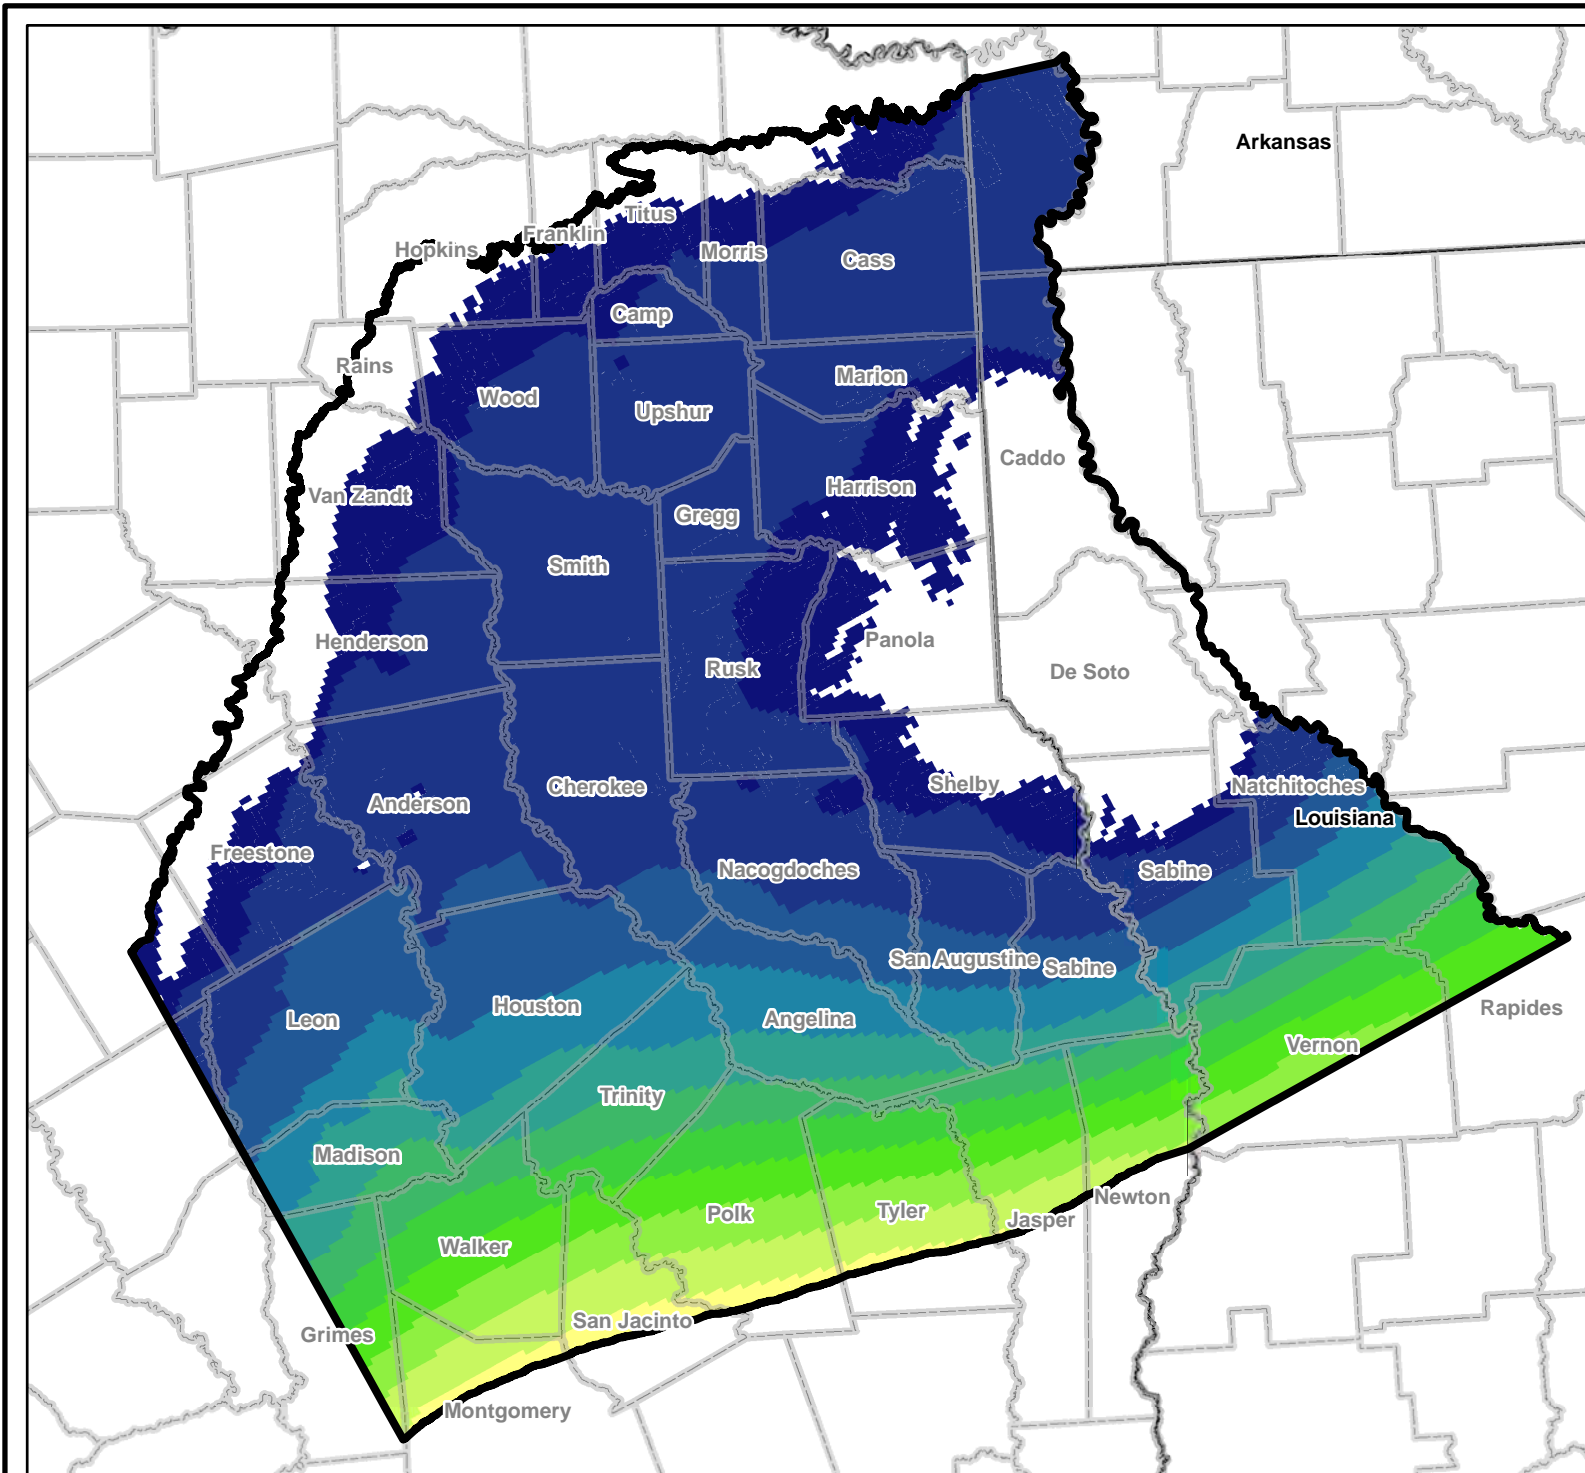 Arkansas
Titus
Franklin
Hopkins
Morris
Cass
Camp
Rains
Marion
Wood
Upshur
Caddo
Harrison
Van Zandt
Gregg
Smith
Henderson
Panola
Rusk
De Soto
Shelby
Natchitoches
Cherokee
Anderson
Louisiana
Freestone
Nacogdoches
Sabine
San Augustine
Sabine
Houston
Rapides
Leon
Angelina
Vernon
Trinity
Madison
Newton
Tyler
Polk
Jasper
Walker
San Jacinto
Grimes
Montgomery